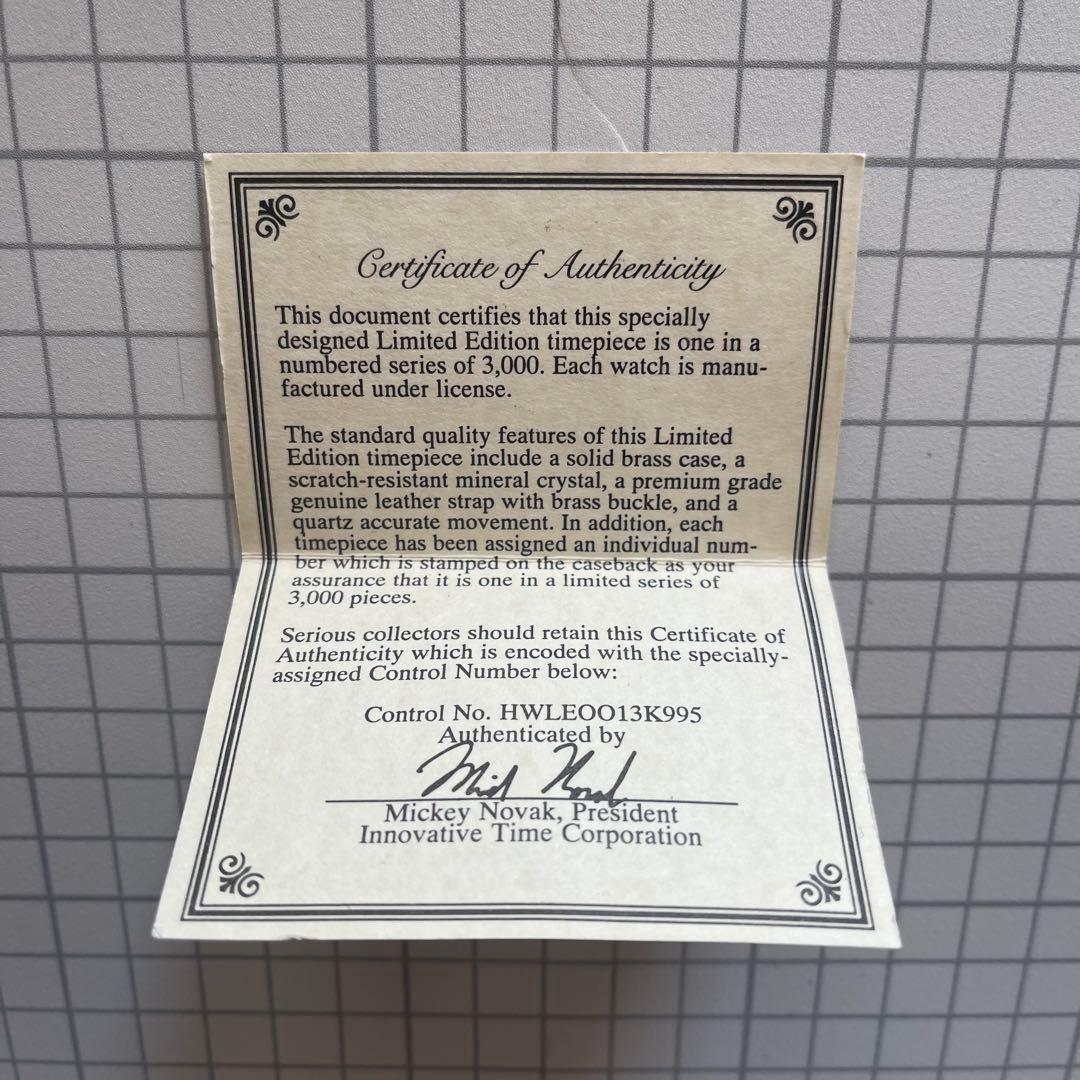 Certificate of Authenticity
This document certifies that this specially
designed Limited Edition timepiece is one in a
numbered series of 3,000. Each watch is manu-
factured under license.
The standard quality features of this Limited
Edition timepiece include a solid brass case, a
scratch-resistant mineral crystal, a premium grade
genuine leather strap with brass buckle, and a
quartz accurate movement. In addition, each
timepiece has been assigned an individual num-
ber which is stamped on the caseback as your
assurance that it is one in a limited series of
3,000 pieces.
Serious collectors should retain this Certificate of
Authenticity which is encoded with the specially-
assigned Control Number below:
Control No. HWLEOO13K995
Authenticated by
Mickey Novak, President
Innovative Time Corporation